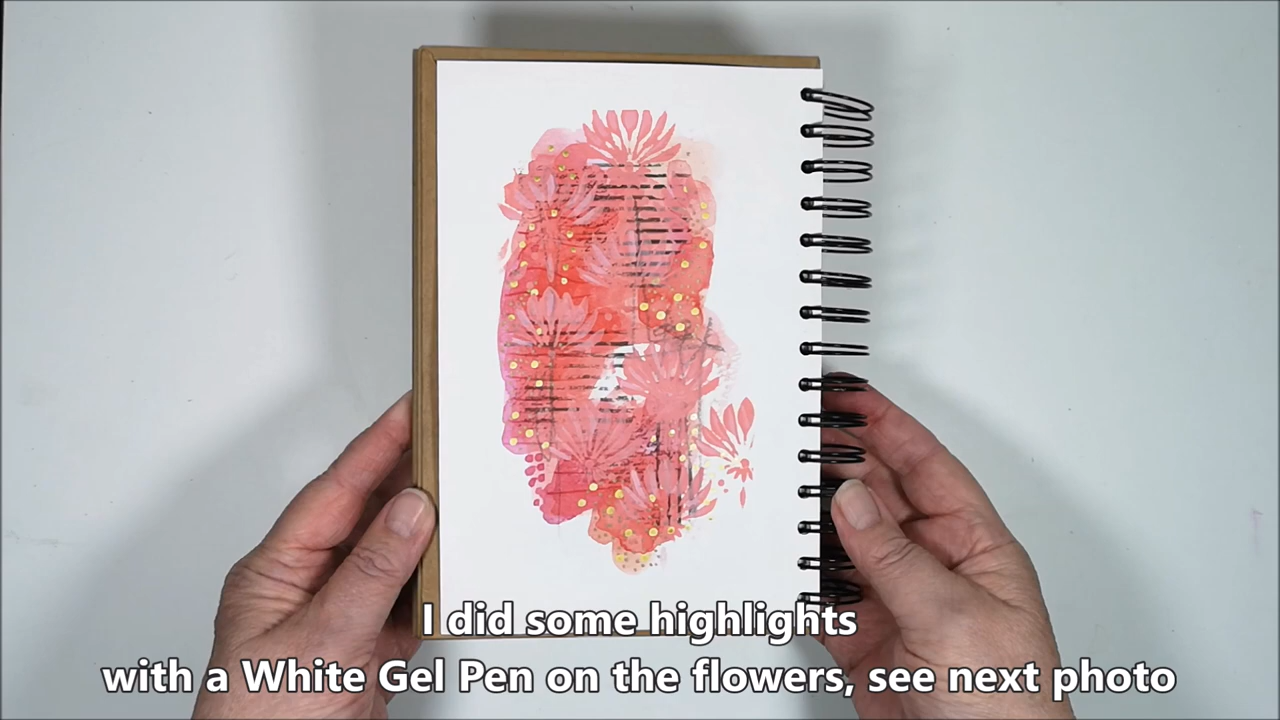 I did some highlights
with a White Gel Pen on the flowers, see next photo